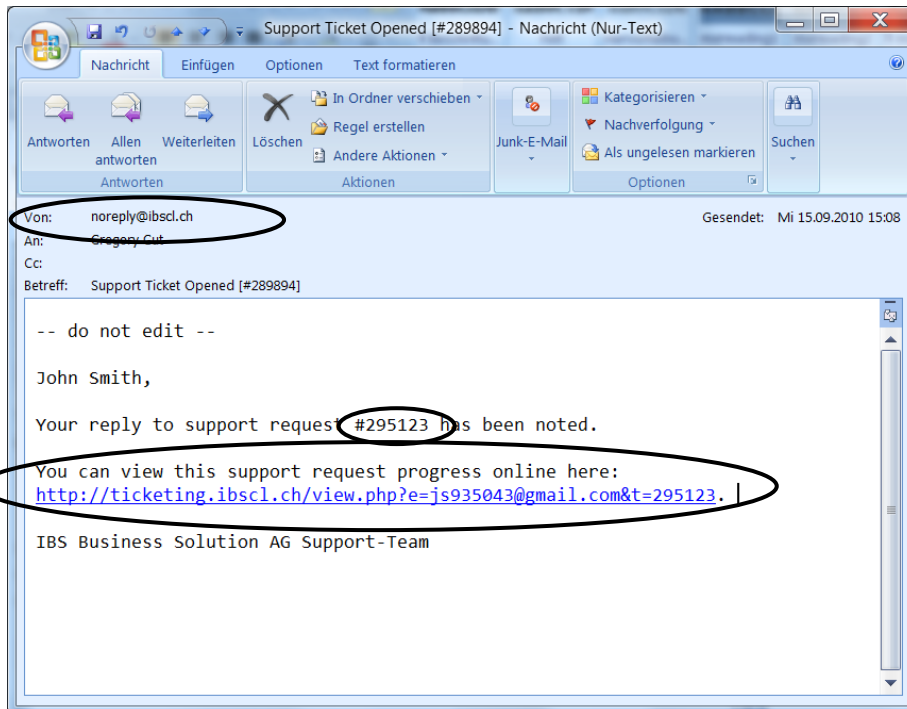 Support Ticket Opened [#289894] - Nachricht (Nur-Text)
Nachricht Einfügen Optionen Text formatieren
Antworten Allen antworten Weiterleiten
Antworten
Löschen
In Ordner verschieben
Regel erstellen
Andere Aktionen
Aktionen
Junk-E-Mail
Kategorisieren
Nachverfolgung
Als ungelesen markieren
Optionen
Suchen
Von: noreply@ibscl.ch Gesendet: Mi 15.09.2010 15:08
An: Gregory Cut
Cc:
Betreff: Support Ticket Opened [#289894]
-- do not edit --
John Smith,
Your reply to support request #295123 has been noted.
You can view this support request progress online here:
http://ticketing.ibscl.ch/view.php?e=js935043@gmail.com&t=295123.
IBS Business Solution AG Support-Team